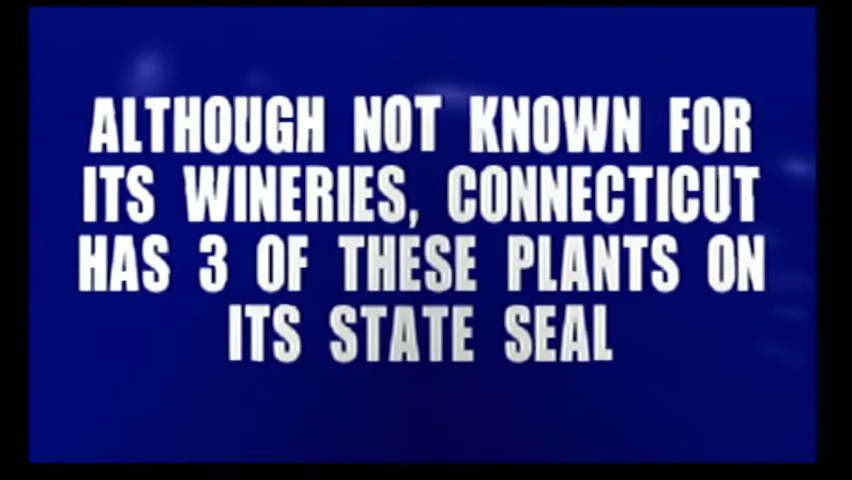 ALTHOUGH NOT KNOWN FOR
ITS WINERIES, CONNECTICUT
HAS 3 OF THESE PLANTS ON
ITS STATE SEAL